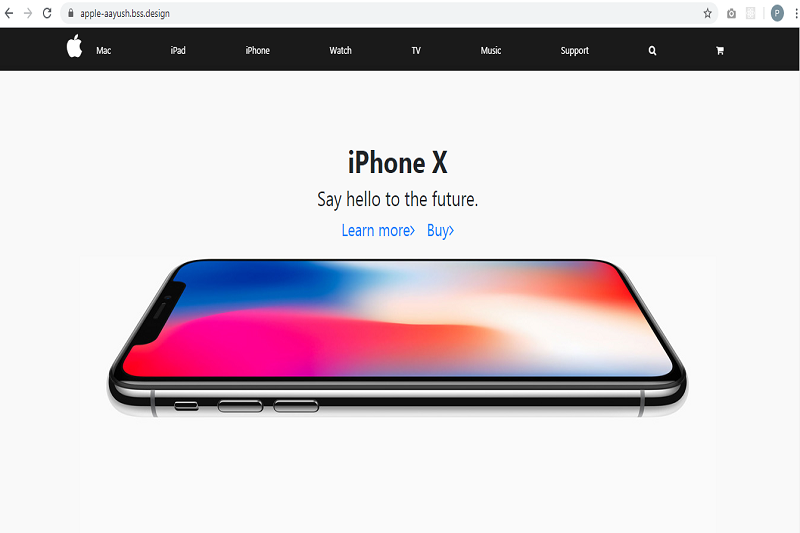 apple-aayush.bss.design
P
Mac iPad iPhone Watch TV Music Support
iPhone X
Say hello to the future.
Learn more> Buy>